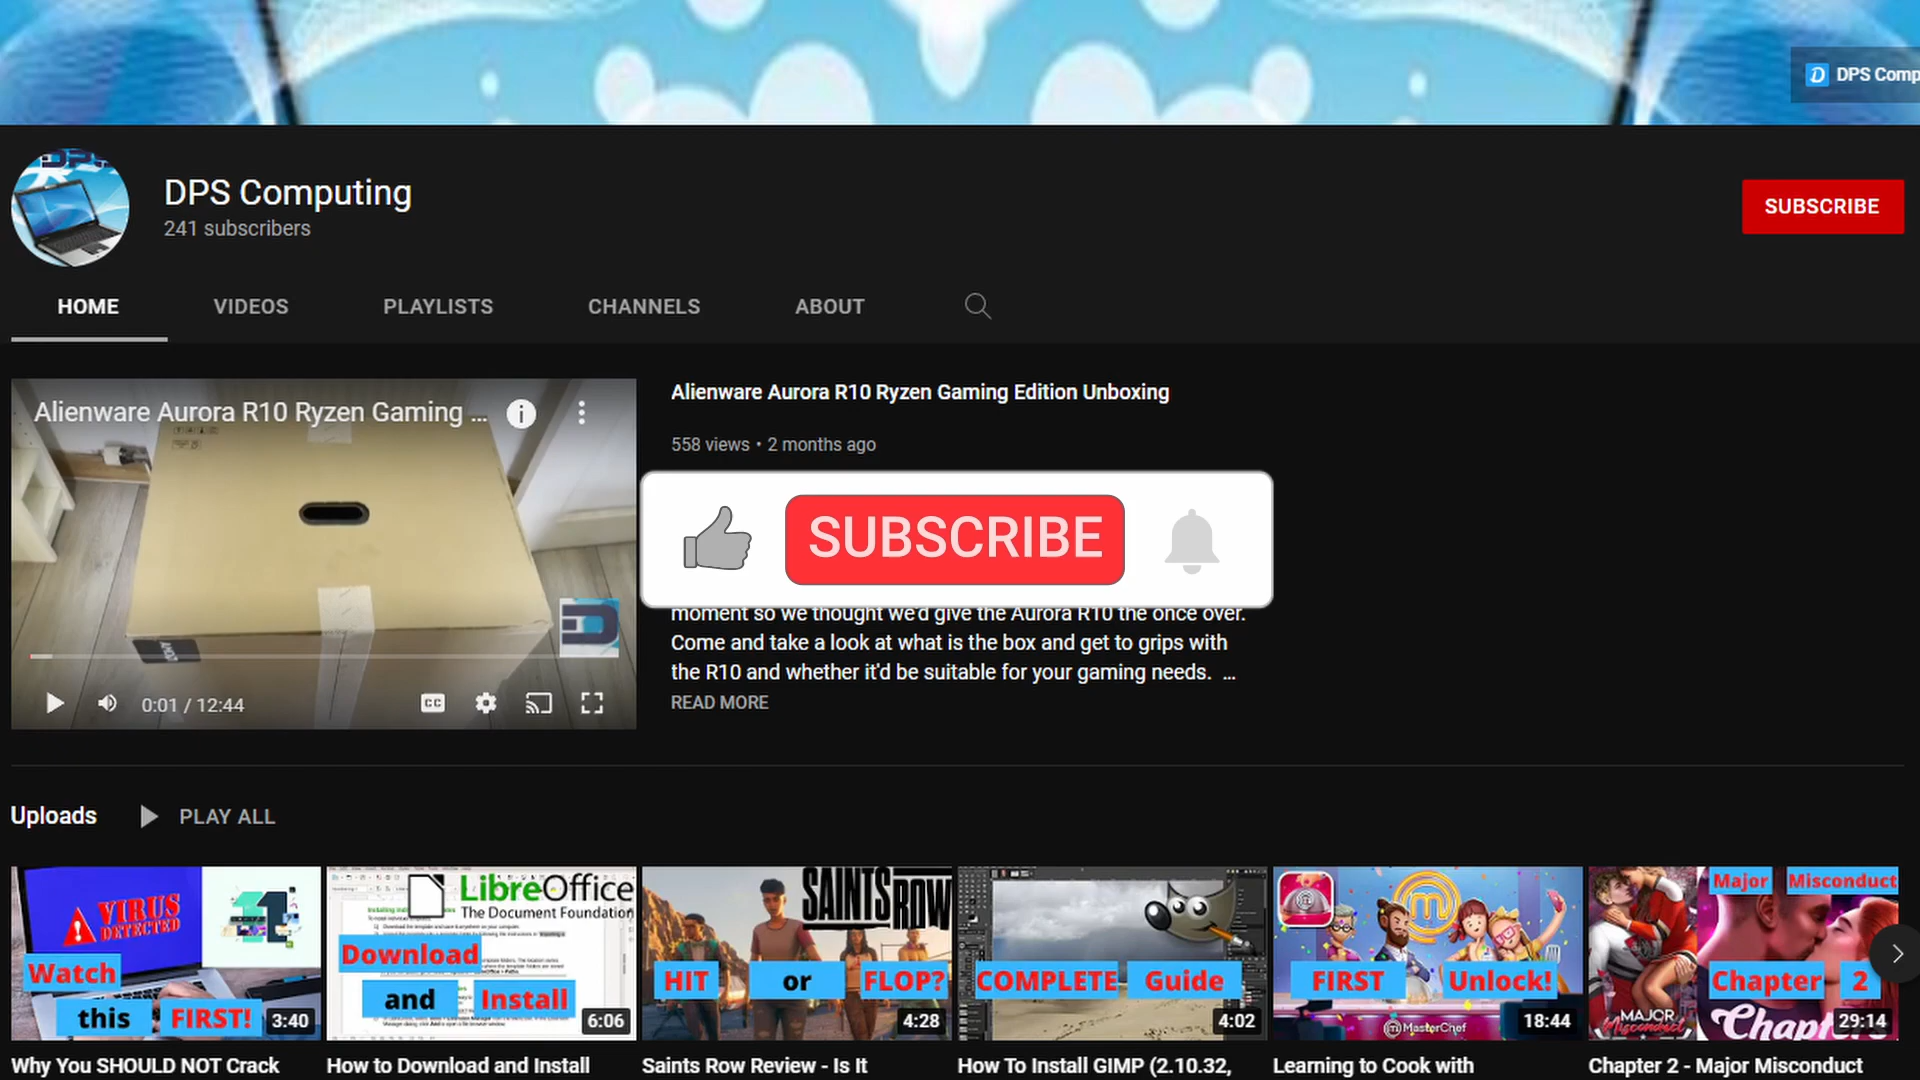 DPS Comp
DPS Computing
241 subscribers
SUBSCRIBE
HOME
VIDEOS
PLAYLISTS
CHANNELS
ABOUT
Alienware Aurora R10 Ryzen Gaming ...
AMD
CC
0:01 / 12:44
Alienware Aurora R10 Ryzen Gaming Edition Unboxing
558 views • 2 months ago
SUBSCRIBE
moment so we thought we'd give the Aurora R10 the once over.
Come and take a look at what is the box and get to grips with
the R10 and whether it'd be suitable for your gaming needs. ...
READ MORE
Uploads
PLAY ALL
VIRUS
DETECTED
Watch
this FIRST!
3:40
Why You SHOULD NOT Crack
LibreOffice
The Document Foundation
Download
and Install
6:06
How to Download and Install
SAINTS ROW
HIT or FLOP?
4:28
Saints Row Review - Is It
COMPLETE Guide
4:02
How To Install GIMP (2.10.32,
FIRST Unlock!
MasterChef
18:44
Learning to Cook with
Major Misconduct
Chapter 2
MAJOR
Misconduct
29:14
Chapter 2 - Major Misconduct